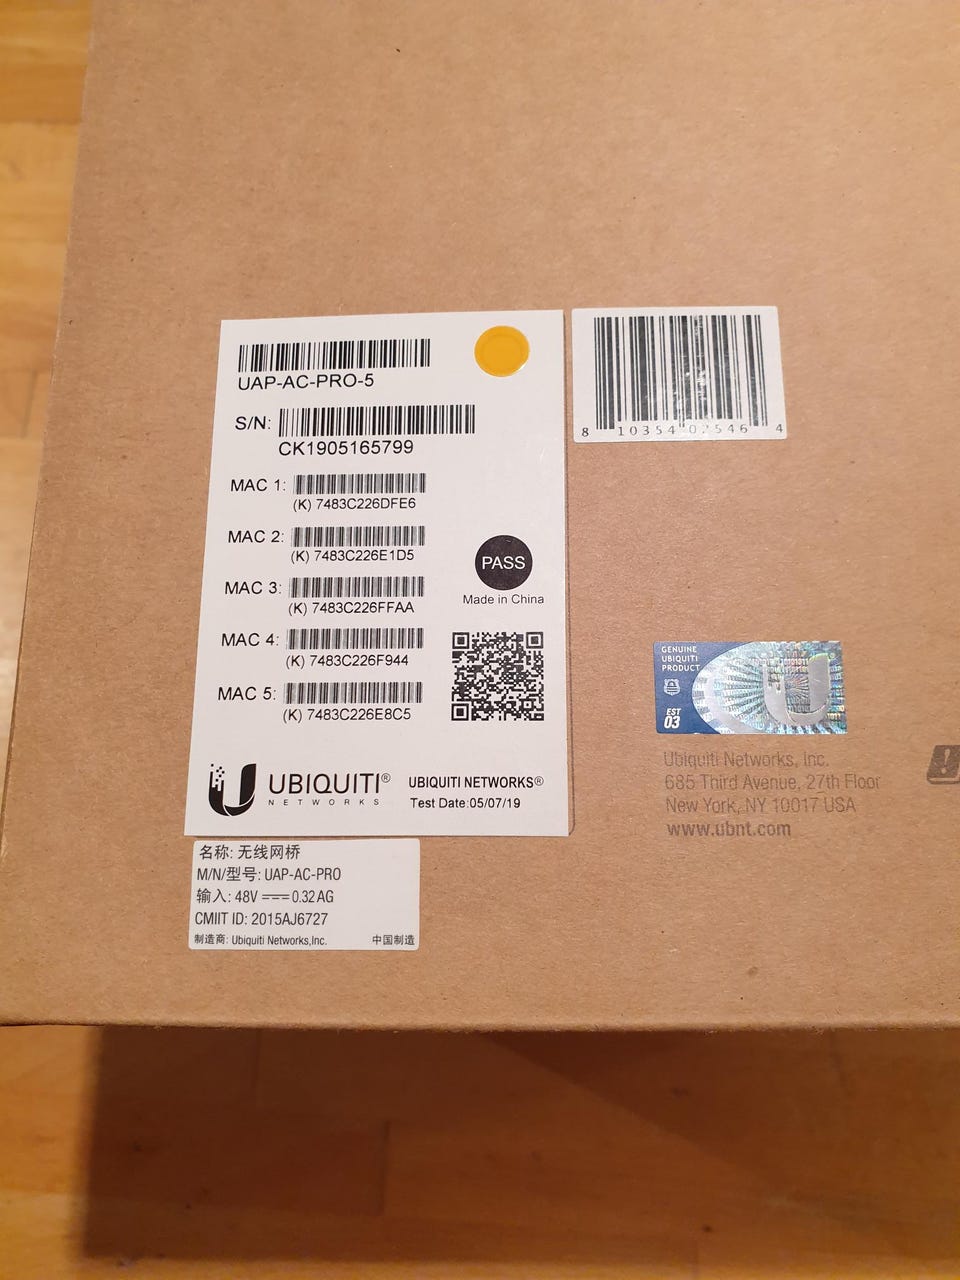 UAP-AC-PRO-5
S/N:
CK1905165799
MAC 1:
(K) 7483C226DFE6
MAC 2:
(K) 7483C226E1D5
MAC 3:
(K) 7483C226FFAA
MAC 4:
(K) 7483C226F944
MAC 5:
(K) 7483C226E8C5
PASS
Made in China
UBIQUITI®
NETWORKS
UBIQUITI NETWORKS®
Test Date:05/07/19
8 10354 02546 4
GENUINE
UBIQUITI
PRODUCT
EST
03
Ubiquiti Networks, Inc.
685 Third Avenue, 27th Floor
New York, NY 10017 USA
www.ubnt.com
名称: 无线网桥
M/N/型号: UAP-AC-PRO
输入: 48V 0.32AG
CMIIT ID: 2015AJ6727
制造商: Ubiquiti Networks,Inc. 中国制造